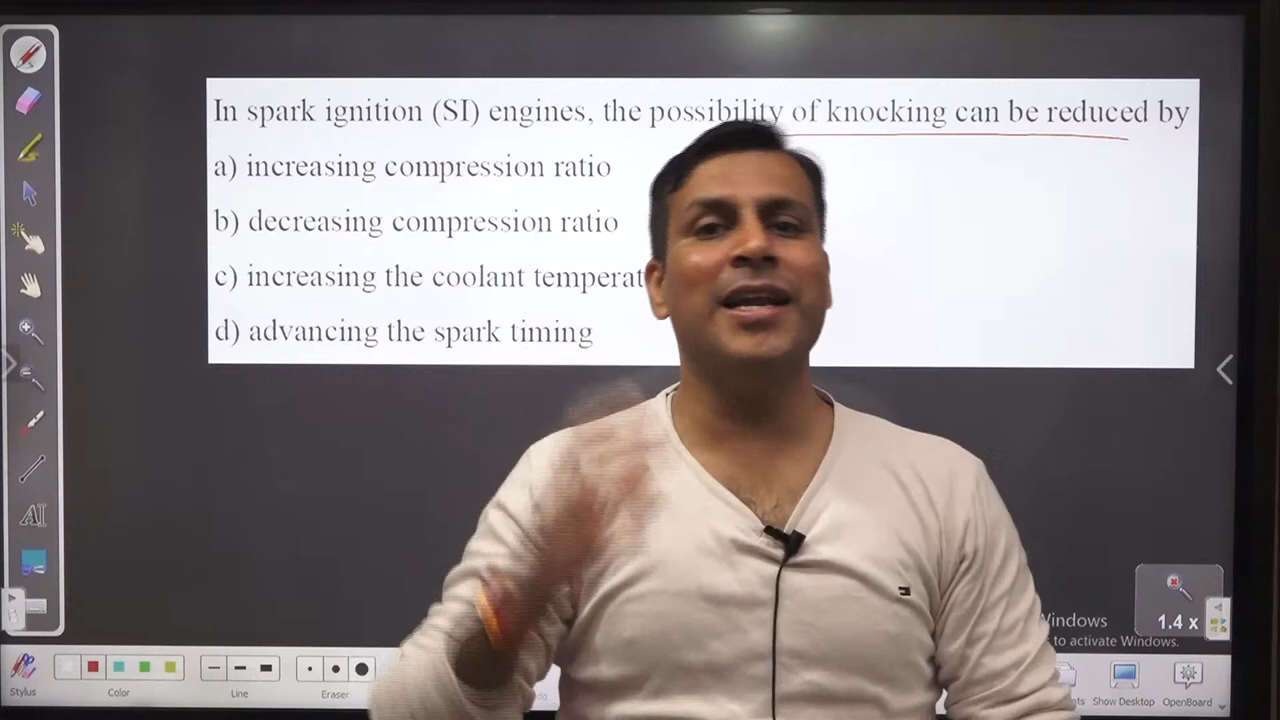 In spark ignition (SI) engines, the possibility of knocking can be reduced by
a) increasing compression ratio
b) decreasing compression ratio
c) increasing the coolant
d) advancing the spark timing
AI
Windows
to activate Windows.
1.4 x
Stylus
Color
Line
Eraser
Show Desktop
OpenBoard